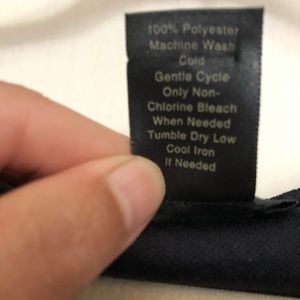 100% Polyester
Machine Wash
Cold
Gentle Cycle
Only Non-
Chlorine Bleach
When Needed
Tumble Dry Low
Cool Iron
If Needed